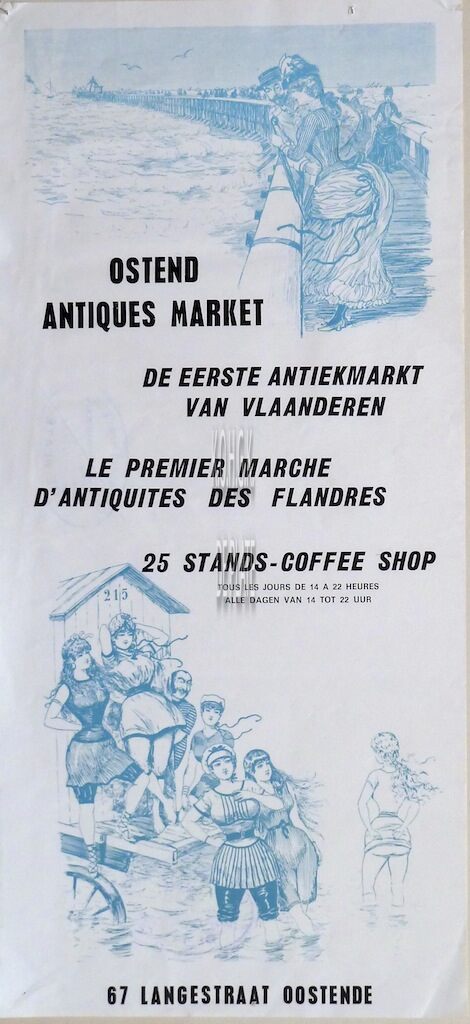 OSTEND
ANTIQUES MARKET
DE EERSTE ANTIEKMARKT
VAN VLAANDEREN
LE PREMIER MARCHE
D'ANTIQUITES DES FLANDRES
25 STANDS-COFFEE SHOP
TOUS LES JOURS DE 14 A 22 HEURES
ALLE DAGEN VAN 14 TOT 22 UUR
215
67 LANGESTRAAT OOSTENDE